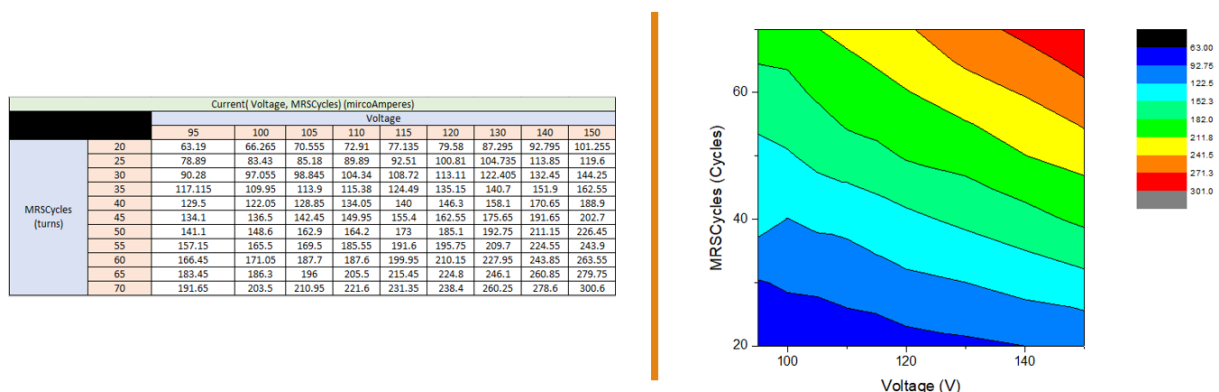 Current( Voltage, MRSCycles) (mircoAmperes)
Voltage
95 100 105 110 115 120 130 140 150
20 63.19 66.265 70.555 72.91 77.135 79.58 87.295 92.795 101.255
25 78.89 83.43 85.18 89.89 92.51 100.81 104.735 113.85 119.6
30 90.28 97.055 98.845 104.34 108.72 113.11 122.405 132.45 144.25
35 117.115 109.95 113.9 115.38 124.49 135.15 140.7 151.9 162.55
40 129.5 122.05 128.85 134.05 140 146.3 158.1 170.65 188.9
MRSCycles
(turns)
45 134.1 136.5 142.45 149.95 155.4 162.55 175.65 191.65 202.7
50 141.1 148.6 162.9 164.2 173 185.1 192.75 211.15 226.45
55 157.15 165.5 169.5 185.55 191.6 195.75 209.7 224.55 243.9
60 166.45 171.05 187.7 187.6 199.95 210.15 227.95 243.85 263.55
65 183.45 186.3 196 205.5 215.45 224.8 246.1 260.85 279.75
70 191.65 203.5 210.95 221.6 231.35 238.4 260.25 278.6 300.6
MRSCycles (Cycles)
60
40
20
100 120 140
Voltage (V)
63.00
92.75
122.5
152.3
182.0
211.8
241.5
271.3
301.0